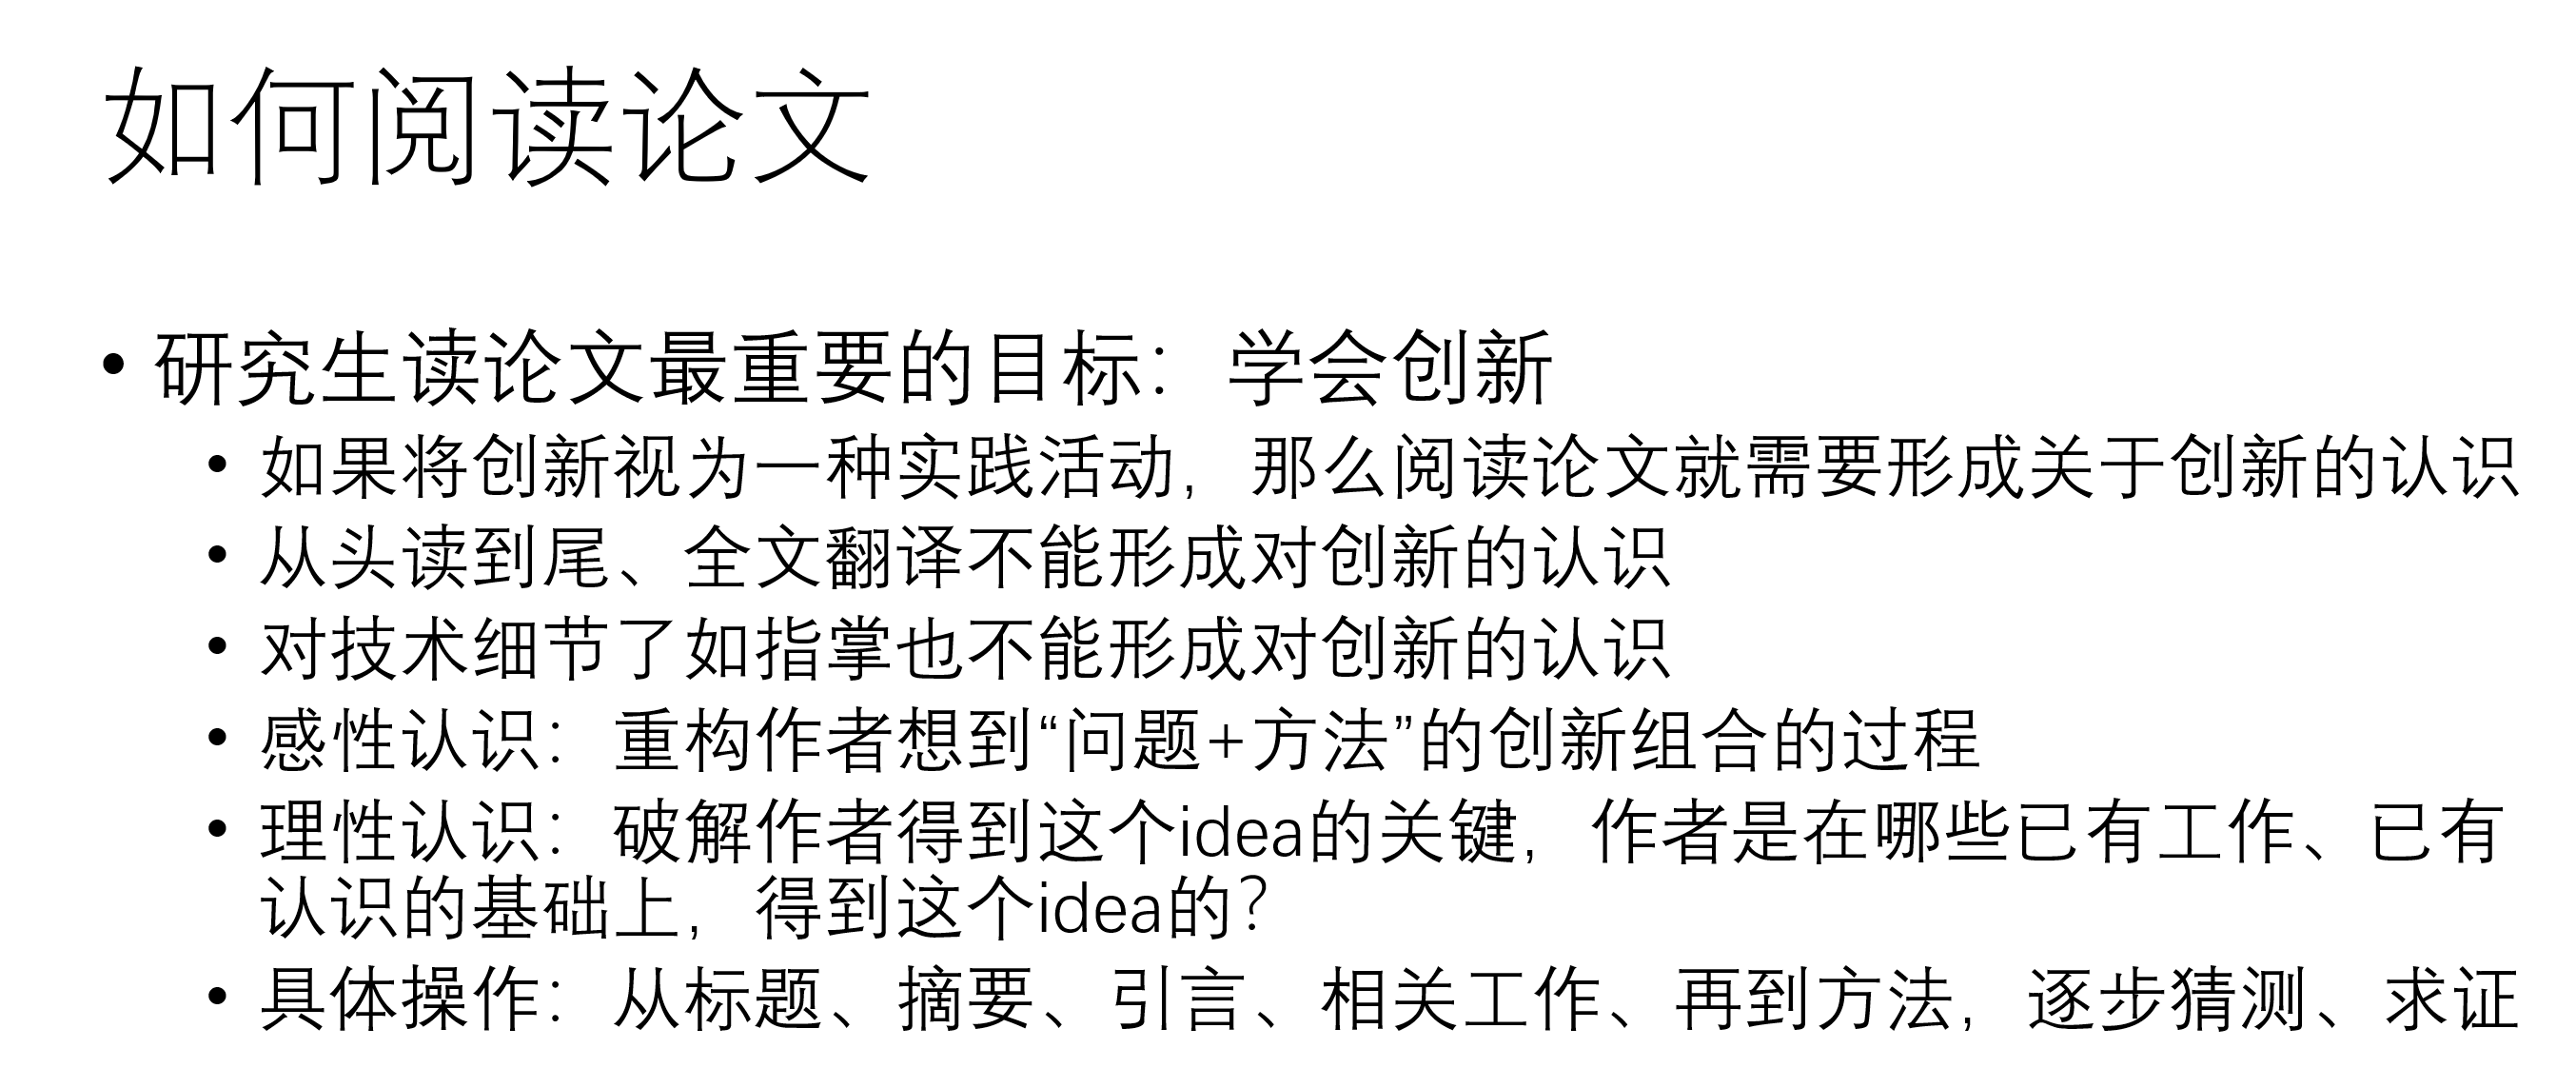 如何阅读论文
• 研究生读论文最重要的目标：学会创新
• 如果将创新视为一种实践活动，那么阅读论文就需要形成关于创新的认识
• 从头读到尾、全文翻译不能形成对创新的认识
• 对技术细节了如指掌也不能形成对创新的认识
• 感性认识：重构作者想到“问题+方法”的创新组合的过程
• 理性认识：破解作者得到这个idea的关键，作者是在哪些已有工作、已有
认识的基础上，得到这个idea的？
• 具体操作：从标题、摘要、引言、相关工作、再到方法，逐步猜测、求证